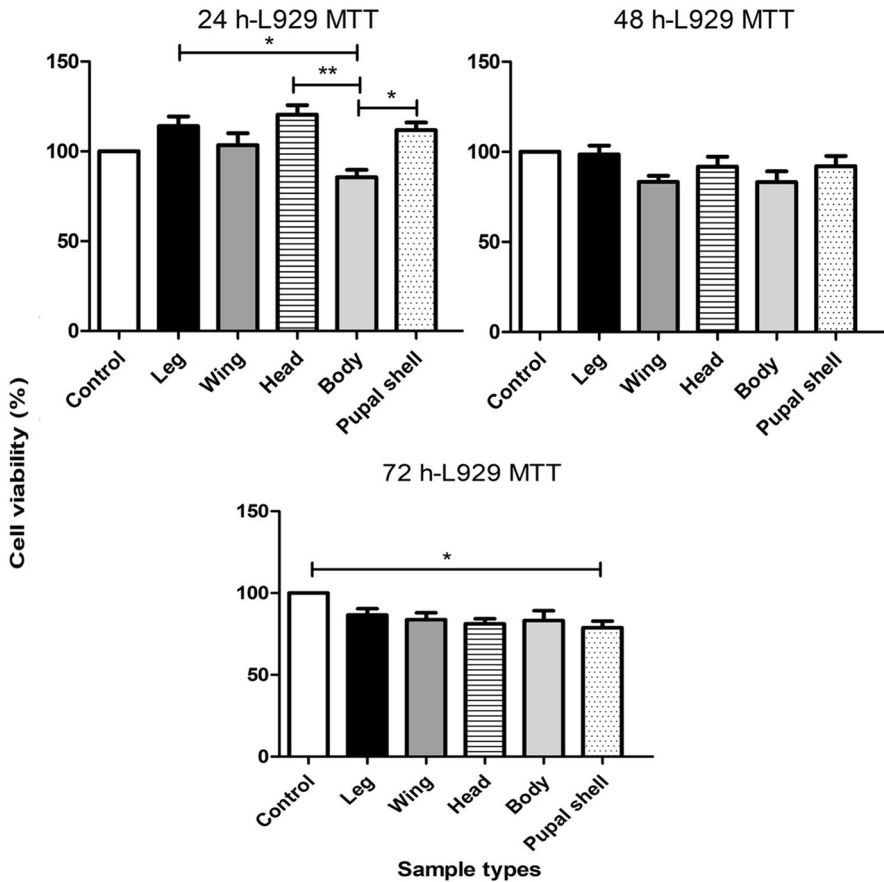 24 h-L929 MTT
150
100
50
0
*
**
*
Control
Leg
Wing
Head
Body
Pupal shell
48 h-L929 MTT
150
100
50
0
Control
Leg
Wing
Head
Body
Pupal shell
Cell viability (%)
72 h-L929 MTT
150
100
50
0
*
Control
Leg
Wing
Head
Body
Pupal shell
Sample types